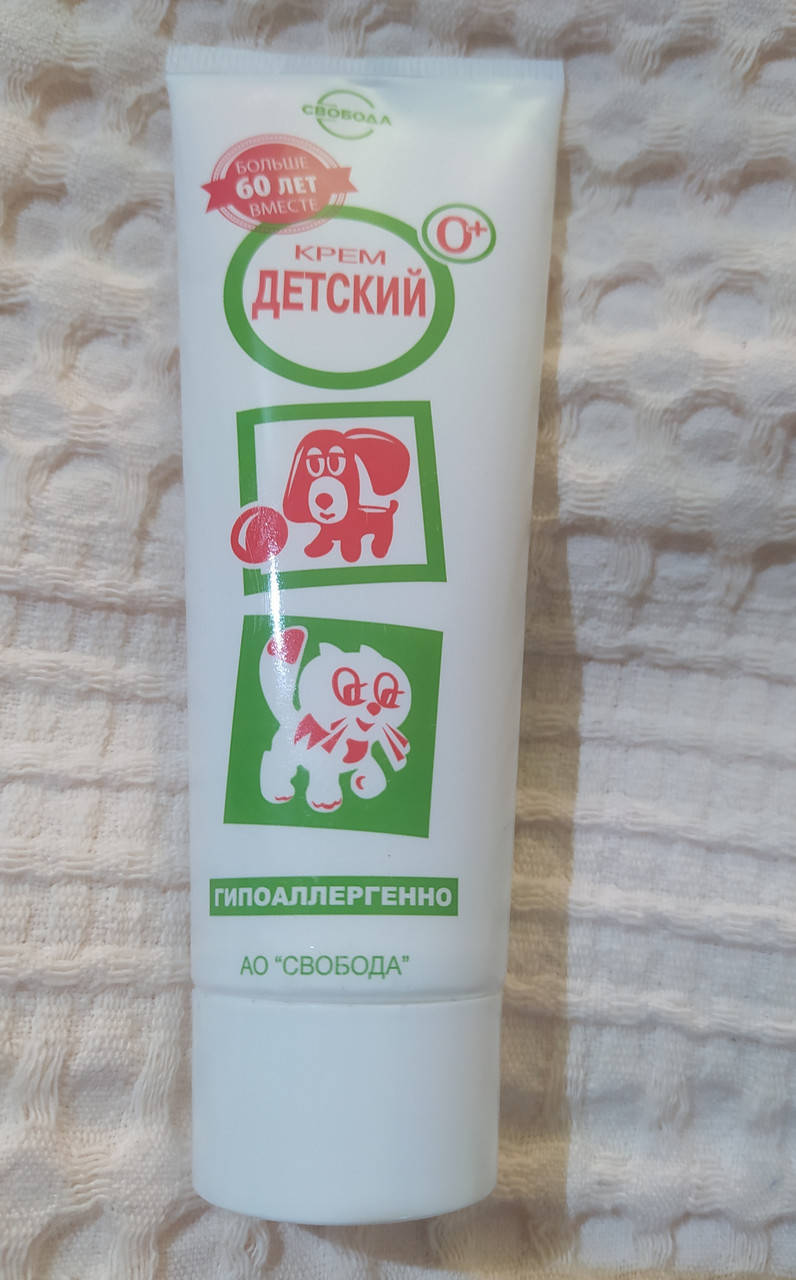 СВОБОДА
БОЛЬШЕ
60 ЛЕТ
ВМЕСТЕ
0+
КРЕМ
ДЕТСКИЙ
ГИПОАЛЛЕРГЕННО
АО "СВОБОДА"